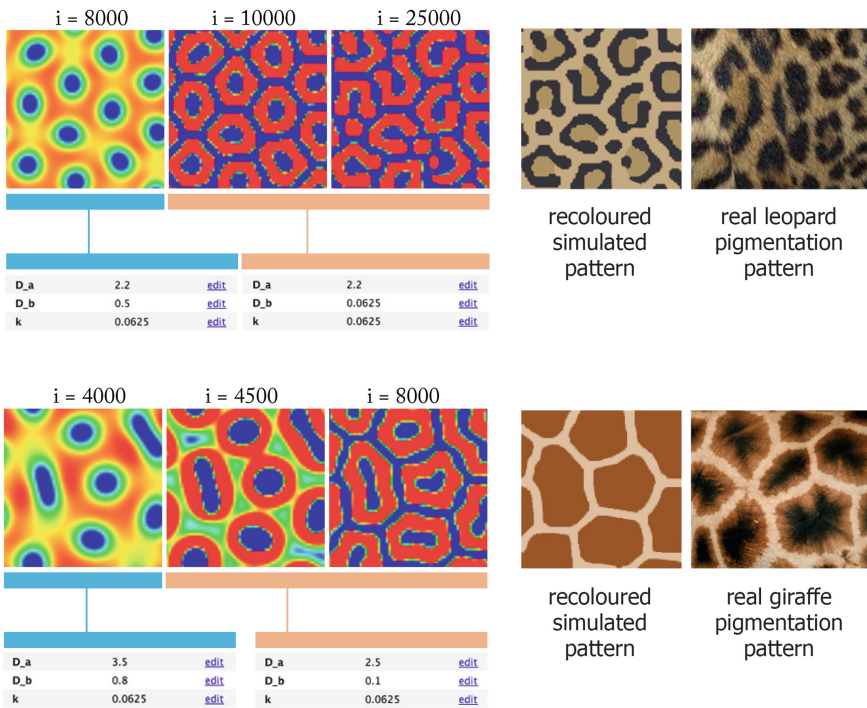 i = 8000 i = 10000 i = 25000
recoloured
simulated
pattern
real leopard
pigmentation
pattern
D_a 2.2 edit
D_b 0.5 edit
k 0.0625 edit
D_a 2.2 edit
D_b 0.0625 edit
k 0.0625 edit
i = 4000 i = 4500 i = 8000
recoloured
simulated
pattern
real giraffe
pigmentation
pattern
D_a 3.5 edit
D_b 0.8 edit
k 0.0625 edit
D_a 2.5 edit
D_b 0.1 edit
k 0.0625 edit